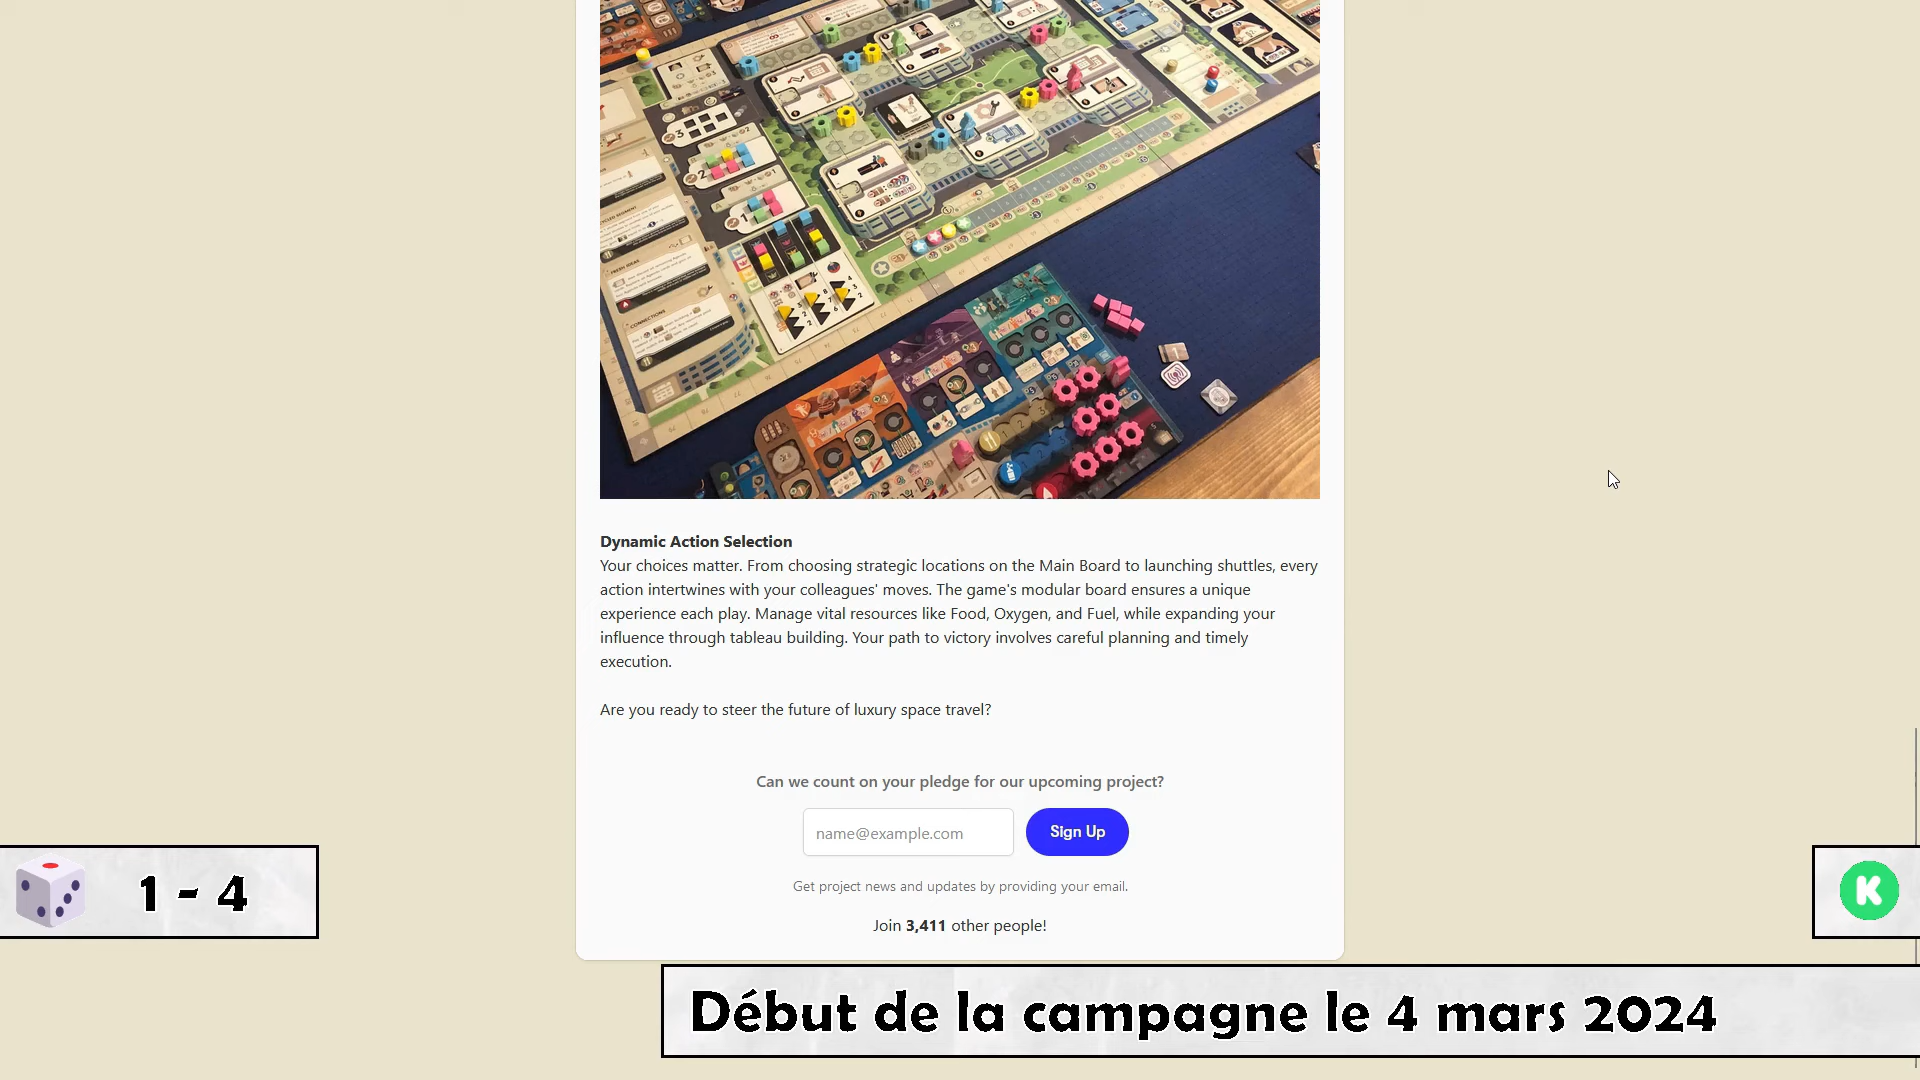 Dynamic Action Selection
Your choices matter. From choosing strategic locations on the Main Board to launching shuttles, every
action intertwines with your colleagues' moves. The game's modular board ensures a unique
experience each play. Manage vital resources like Food, Oxygen, and Fuel, while expanding your
influence through tableau building. Your path to victory involves careful planning and timely
execution.
Are you ready to steer the future of luxury space travel?
Can we count on your pledge for our upcoming project?
name@example.com
Sign Up
Get project news and updates by providing your email.
Join 3,411 other people!
1 - 4
K
Début de la campagne le 4 mars 2024